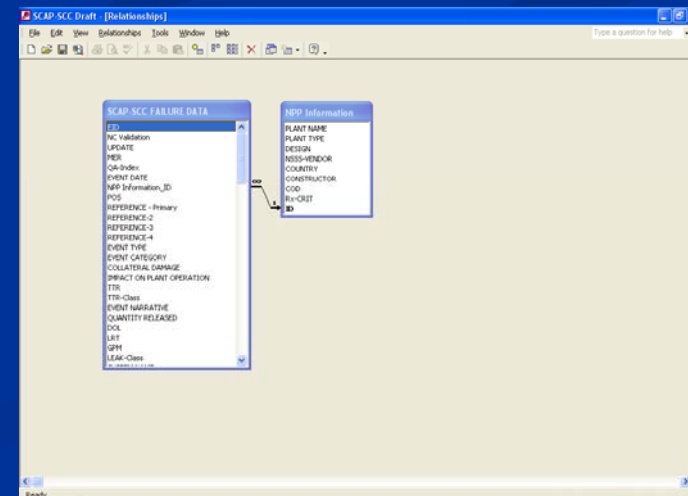 SCAP-SCC Draft - [Relationships]
File Edit View Relationships Tools Window Help
Type a question for help
SCAP-SCC FAILURE DATA
EID
NC Validation
UPDATE
MER
QA-Index
EVENT DATE
NPP Information_ID
POS
REFERENCE - Primary
REFERENCE-2
REFERENCE-3
REFERENCE-4
EVENT TYPE
EVENT CATEGORY
COLLATERAL DAMAGE
IMPACT ON PLANT OPERATION
TTR
TTR-Class
EVENT NARRATIVE
QUANTITY RELEASED
DOL
LRT
GPM
LEAK-Class
∞
1
NPP Information
PLANT NAME
PLANT TYPE
DESIGN
NSSS-VENDOR
COUNTRY
CONSTRUCTOR
COD
Rx-CRIT
ID
Ready